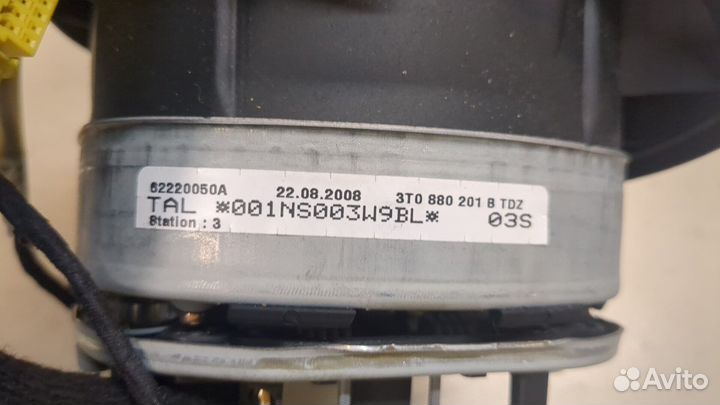 62220050A 22.08.2008 3T0 880 201 B TDZ
TAL *001NS003W9BL* 03S
Station : 3
Avito